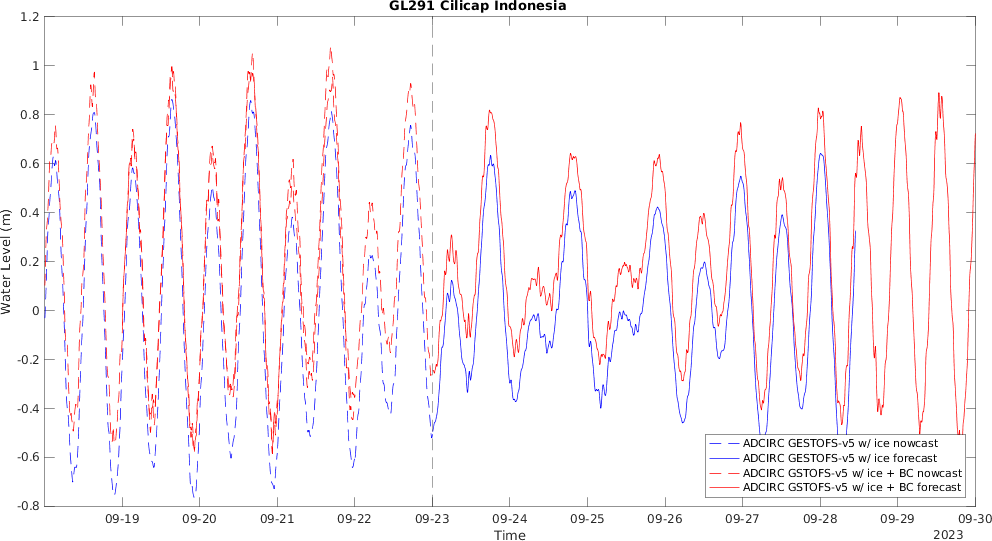 GL291 Cilicap Indonesia
1.2
1
0.8
0.6
0.4
0.2
0
-0.2
-0.4
-0.6
-0.8
Water Level (m)
ADCIRC GESTOFS-v5 w/ ice nowcast
ADCIRC GESTOFS-v5 w/ ice forecast
ADCIRC GSTOFS-v5 w/ ice + BC nowcast
ADCIRC GSTOFS-v5 w/ ice + BC forecast
09-19 09-20 09-21 09-22 09-23 09-24 09-25 09-26 09-27 09-28 09-29 09-30
Time
2023